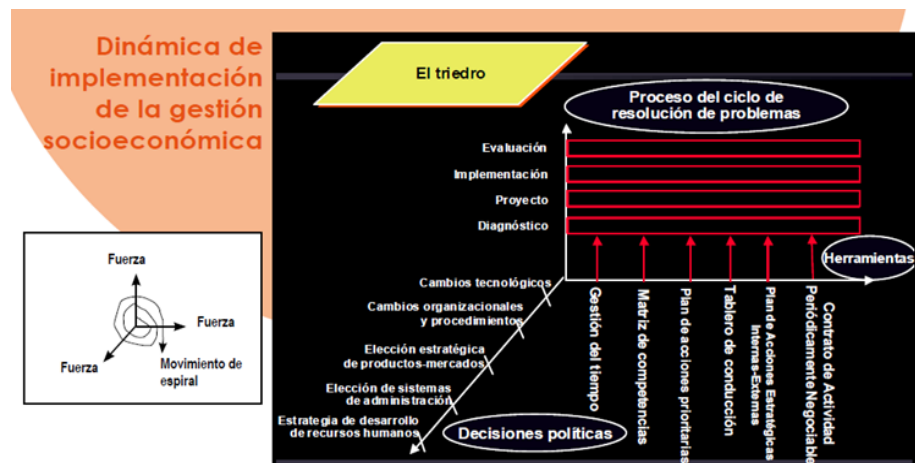 Dinámica de
implementación
de la gestión
socioeconómica
El triedro
Proceso del ciclo de
resolución de problemas
Evaluación
Implementación
Proyecto
Diagnóstico
Herramientas
Cambios tecnológicos
Cambios organizacionales
y procedimientos
Elección estratégica
de productos-mercados
Elección de sistemas
de administración
Estrategia de desarrollo
de recursos humanos
Decisiones políticas
Gestión del tiempo
Matriz de competencias
Plan de acciones prioritarias
Tablero de conducción
Plan de Acciones Estratégicas
Internas-Externas
Contrato de Actividad
Periódicamente Negociable
Fuerza
Fuerza
Fuerza
Movimiento de
espiral